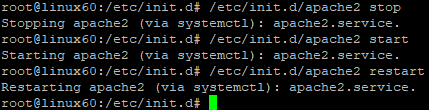 root@linux60:/etc/init.d# /etc/init.d/apache2 stop
Stopping apache2 (via systemctl): apache2.service.
root@linux60:/etc/init.d# /etc/init.d/apache2 start
Starting apache2 (via systemctl): apache2.service.
root@linux60:/etc/init.d# /etc/init.d/apache2 restart
Restarting apache2 (via systemctl): apache2.service.
root@linux60:/etc/init.d#